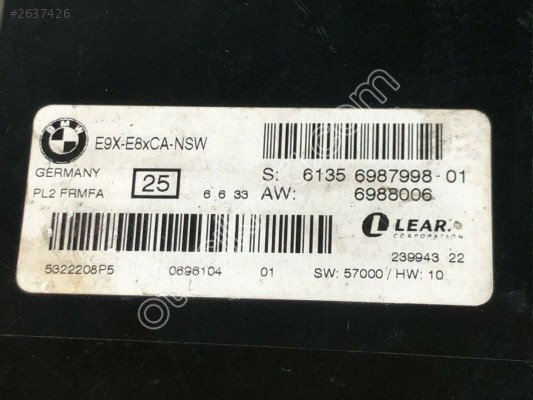 #2637426
BMW
E9X-E8xCA-NSW
GERMANY
PL2 FRMFA
25
6 6 33
S: 6135 6987998-01
AW: 6988006
LEAR.
CORPORATION
239943 22
5322208P5 0696104 01 SW: 57000 / HW: 10